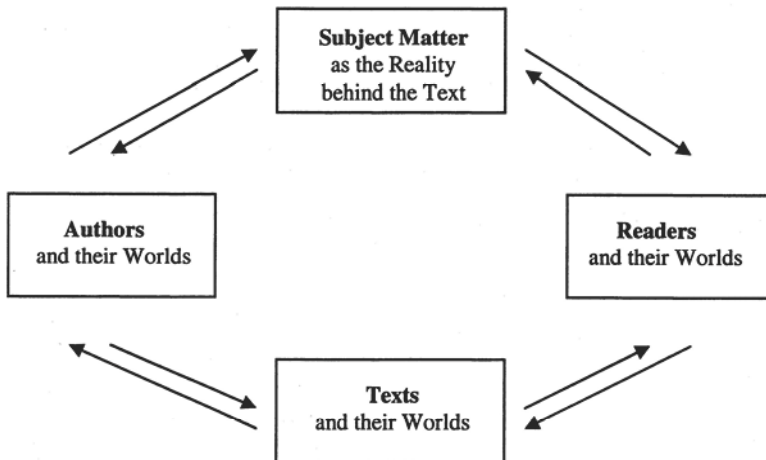 Subject Matter
as the Reality
behind the Text
Authors
and their Worlds
Readers
and their Worlds
Texts
and their Worlds